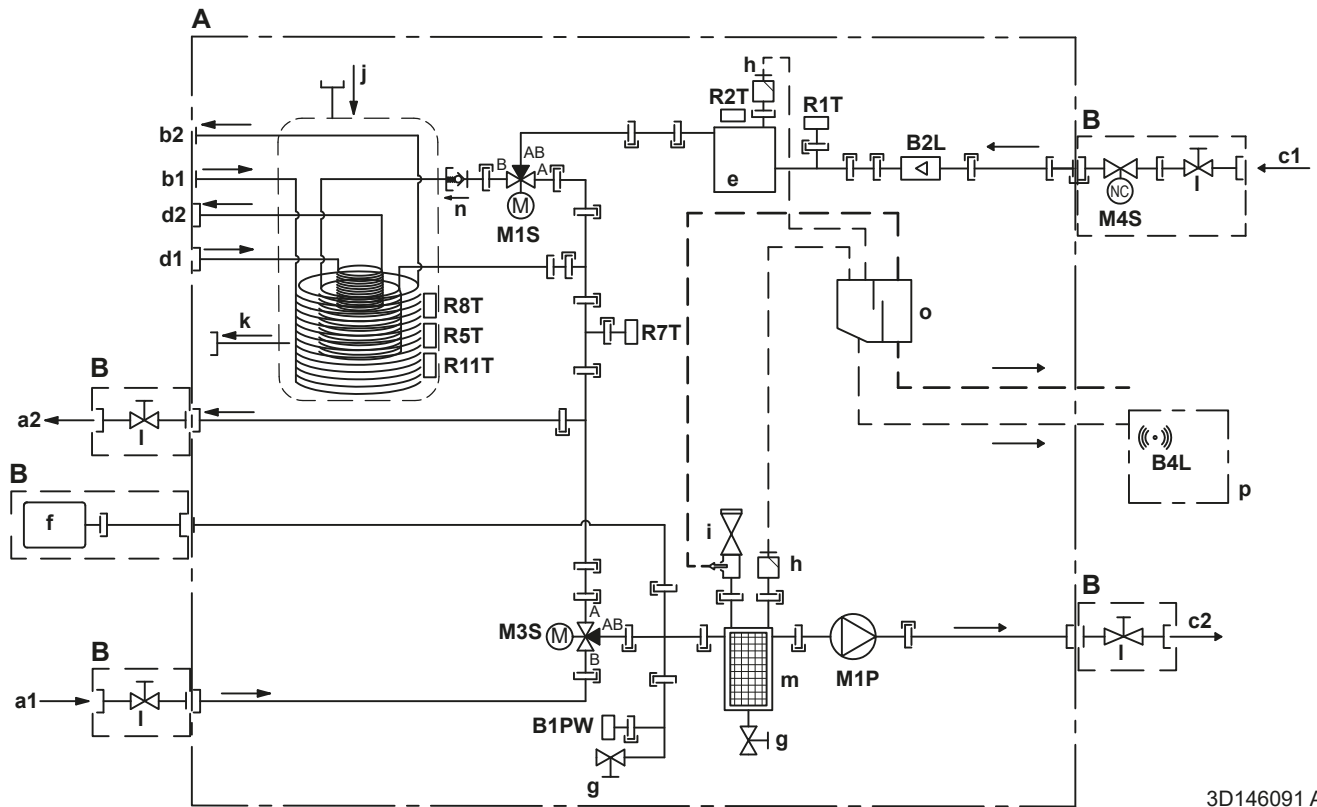 A
j
h
R2T
R1T
b2
B
AB
A
B2L
B
c1
b1
e
n
M
NC
l
d2
M1S
M4S
d1
R8T
o
k
R5T
R7T
B
R11T
a2
l
B4L
B
p
f
i
h
B
A
M3S
M
AB
c2
B
l
B
m
M1P
a1
l
B1PW
g
g
3D146091 A